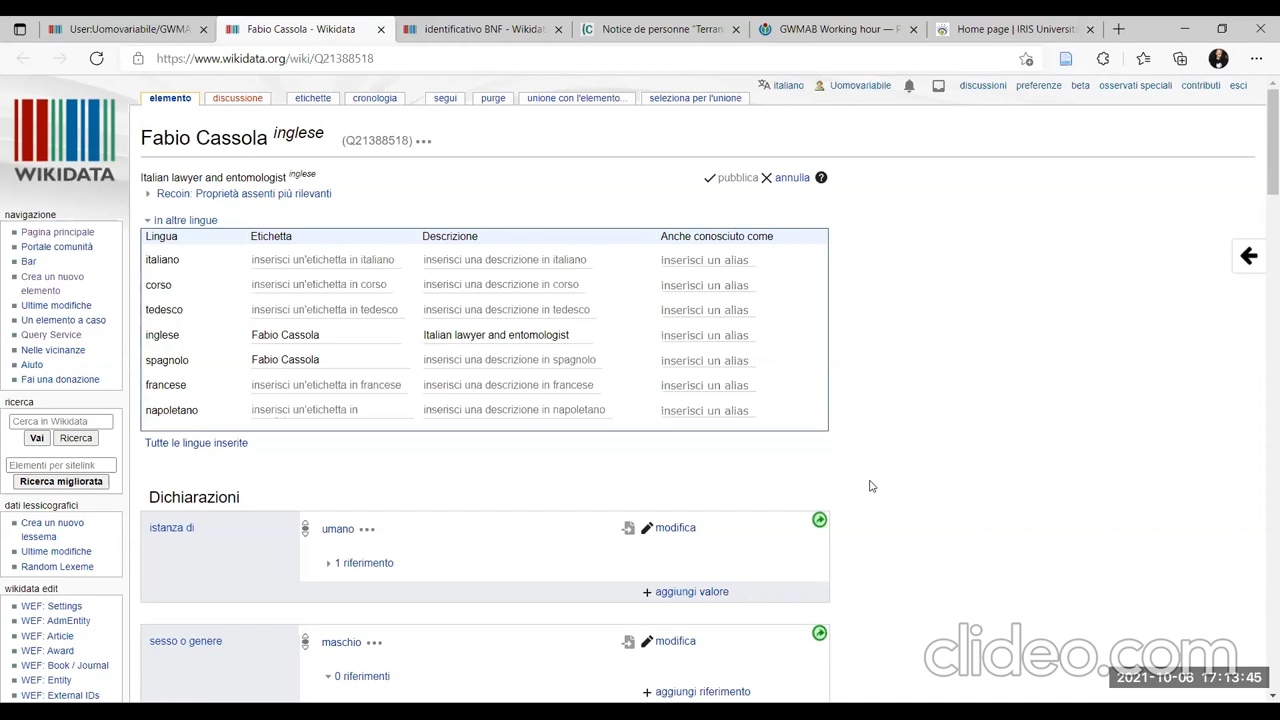 User:Uomovariabile/GWMA
Fabio Cassola - Wikidata
identificativo BNF - Wikidat
Notice de personne "Terran
GWMAB Working hour — P
Home page | IRIS Universit
https://www.wikidata.org/wiki/Q21388518
italiano Uomovariabile discussioni preferenze beta osservati speciali contributi esci
elemento discussione etichette cronologia segui purge unione con l'elemento... seleziona per l'unione
WIKIDATA
Fabio Cassola inglese (Q21388518)
Italian lawyer and entomologist inglese
pubblica annulla
Recoin: Proprietà assenti più rilevanti
In altre lingue
Lingua Etichetta Descrizione Anche conosciuto come
italiano inserisci un'etichetta in italiano inserisci una descrizione in italiano inserisci un alias
corso inserisci un'etichetta in corso inserisci una descrizione in corso inserisci un alias
tedesco inserisci un'etichetta in tedesco inserisci una descrizione in tedesco inserisci un alias
inglese Fabio Cassola Italian lawyer and entomologist inserisci un alias
spagnolo Fabio Cassola inserisci una descrizione in spagnolo inserisci un alias
francese inserisci un'etichetta in francese inserisci una descrizione in francese inserisci un alias
napoletano inserisci un'etichetta in inserisci una descrizione in napoletano inserisci un alias
Tutte le lingue inserite
Dichiarazioni
istanza di umano modifica
1 riferimento
+ aggiungi valore
sesso o genere maschio modifica
0 riferimenti
+ aggiungi riferimento
navigazione
Pagina principale
Portale comunità
Bar
Crea un nuovo
elemento
Ultime modifiche
Un elemento a caso
Query Service
Nelle vicinanze
Aiuto
Fai una donazione
ricerca
Cerca in Wikidata
Vai Ricerca
Elementi per sitelink
Ricerca migliorata
dati lessicografici
Crea un nuovo
lessema
Ultime modifiche
Random Lexeme
wikidata edit
WEF: Settings
WEF: AdmEntity
WEF: Article
WEF: Award
WEF: Book / Journal
WEF: Entity
WEF: External IDs
clideo.com
2021-10-06 17:13:45